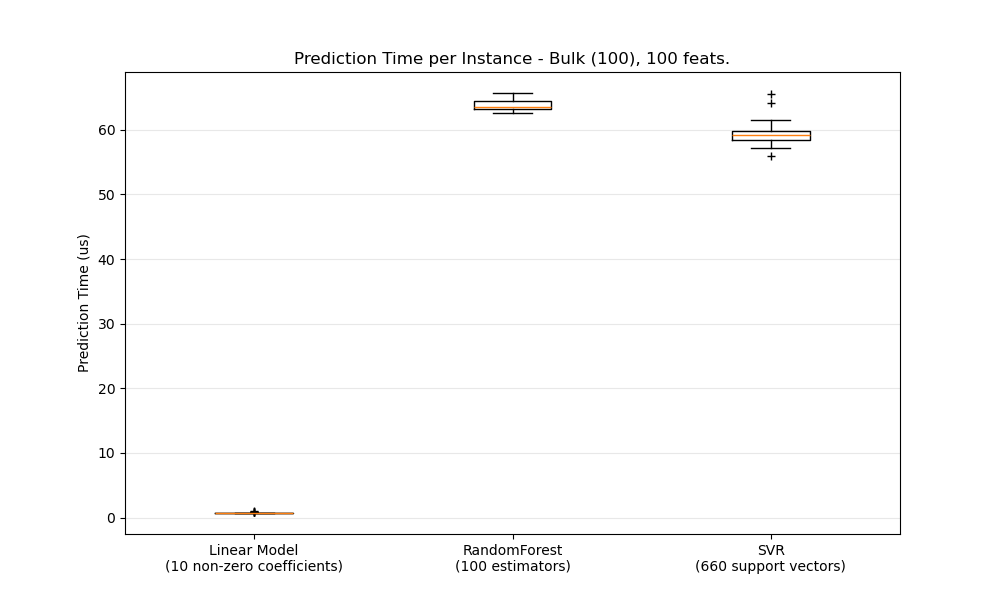 Prediction Time per Instance - Bulk (100), 100 feats.
Prediction Time (us)
60
50
40
30
20
10
0
Linear Model
(10 non-zero coefficients)
RandomForest
(100 estimators)
SVR
(660 support vectors)